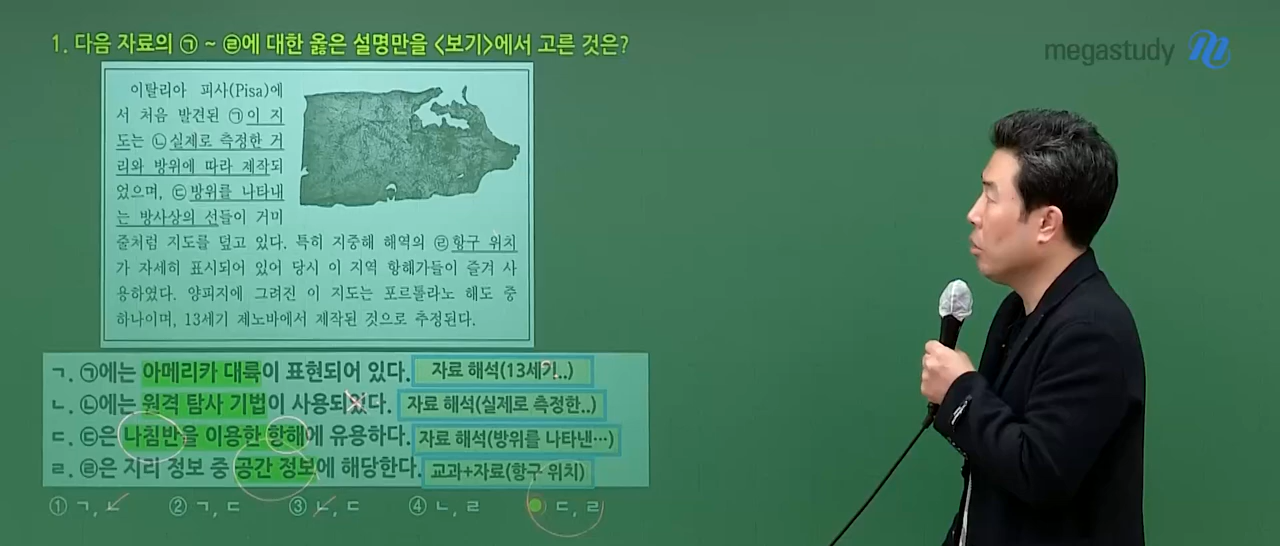 1. 다음 자료의 ㉠ ~ ㉣에 대한 옳은 설명만을 <보기>에서 고른 것은?
megastudy
이탈리아 피사(Pisa)에
서 처음 발견된 ㉠이 지
도는 ㉡실제로 측정한 거
리와 방위에 따라 제작되
었으며, ㉢방위를 나타내
는 방사상의 선들이 거미
줄처럼 지도를 덮고 있다. 특히 지중해 해역의 ㉣항구 위치
가 자세히 표시되어 있어 당시 이 지역 항해가들이 즐겨 사
용하였다. 양피지에 그려진 이 지도는 포르톨라노 해도 중
하나이며, 13세기 제노바에서 제작된 것으로 추정된다.
ㄱ. ㉠에는 아메리카 대륙이 표현되어 있다. 자료 해석(13세기..)
ㄴ. ㉡에는 원격 탐사 기법이 사용되었다. 자료 해석(실제로 측정한..)
ㄷ. ㉢은 나침반을 이용한 항해에 유용하다. 자료 해석(방위를 나타낸…)
ㄹ. ㉣은 지리 정보 중 공간 정보에 해당한다. 교과+자료(항구 위치)
① ㄱ, ㄴ ② ㄱ, ㄷ ③ ㄴ, ㄷ ④ ㄴ, ㄹ ㄷ, ㄹ